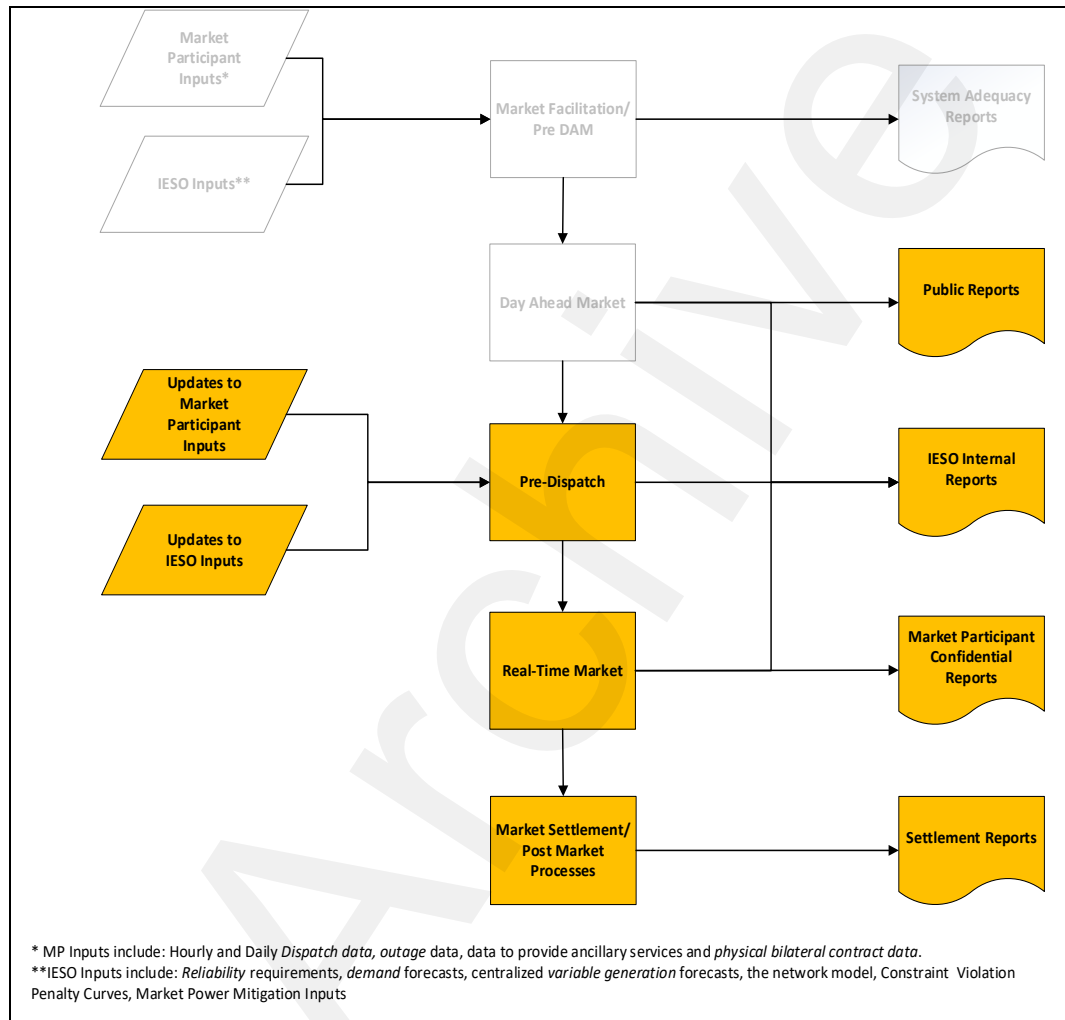 Market
Participant
Inputs*
Market Facilitation/
Pre DAM
System Adequacy
Reports
IESO Inputs**
Day Ahead Market
Public Reports
Updates to
Market
Participant
Inputs
Pre-Dispatch
IESO Internal
Reports
Updates to
IESO Inputs
Real-Time Market
Market Participant
Confidential
Reports
Market Settlement/
Post Market
Processes
Settlement Reports
* MP Inputs include: Hourly and Daily Dispatch data, outage data, data to provide ancillary services and physical bilateral contract data.
**IESO Inputs include: Reliability requirements, demand forecasts, centralized variable generation forecasts, the network model, Constraint Violation
Penalty Curves, Market Power Mitigation Inputs
Archive